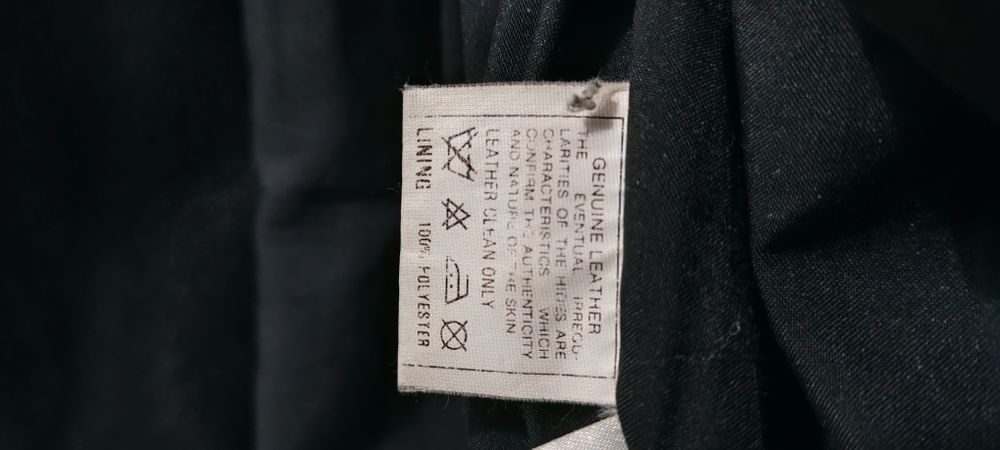 GENUINE LEATHER
THE EVENTUAL IRREGU-
LARITIES OF THE HIDES ARE
CHARACTERISTICS WHICH
CONFIRM THE AUTHENTICITY
AND NATURE OF THE SKIN
LEATHER CLEAN ONLY
LINING 100% POLYESTER